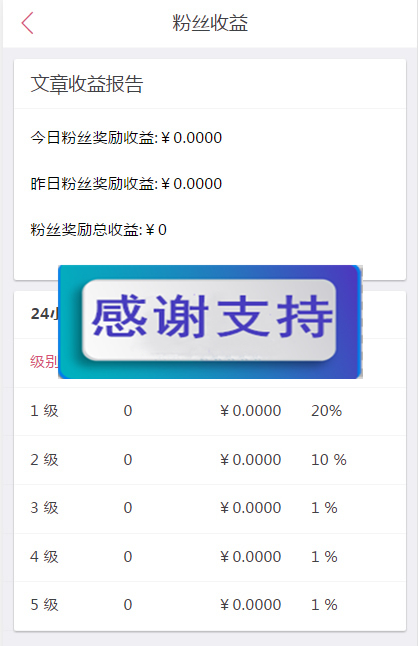 粉丝收益
文章收益报告
今日粉丝奖励收益:￥0.0000
昨日粉丝奖励收益:￥0.0000
粉丝奖励总收益:￥0
感谢支持
24小
级别
1 级 0 ￥0.0000 20%
2 级 0 ￥0.0000 10 %
3 级 0 ￥0.0000 1 %
4 级 0 ￥0.0000 1 %
5 级 0 ￥0.0000 1 %